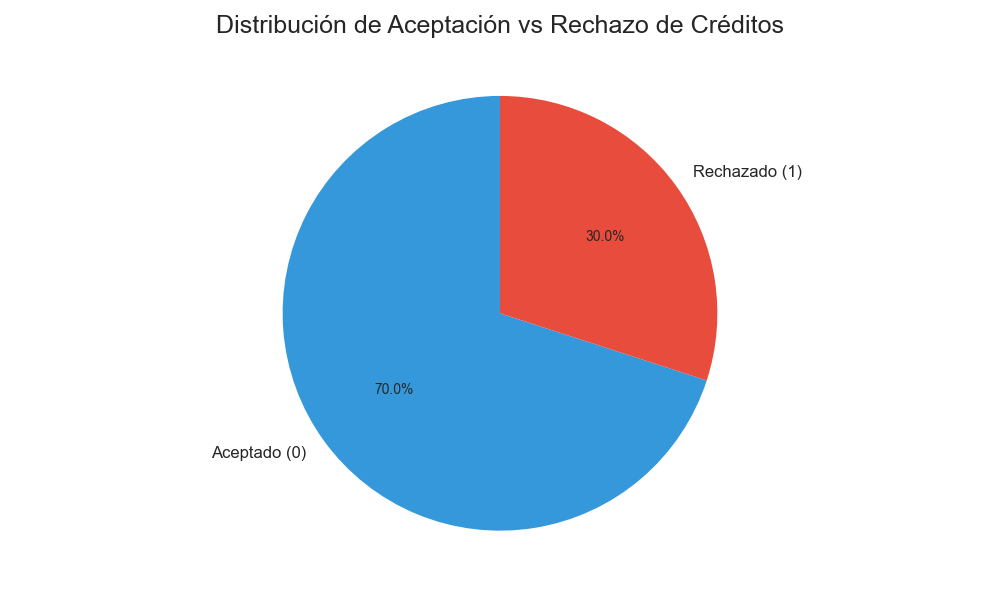 Distribución de Aceptación vs Rechazo de Créditos
Rechazado (1)
30.0%
70.0%
Aceptado (0)